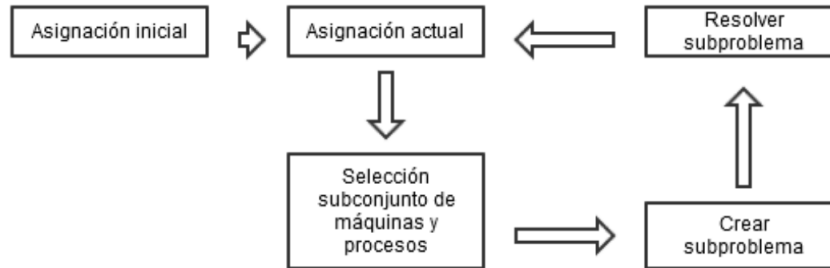 Asignación inicial
Asignación actual
Resolver
subproblema
Selección
subconjunto de
máquinas y
procesos
Crear
subproblema